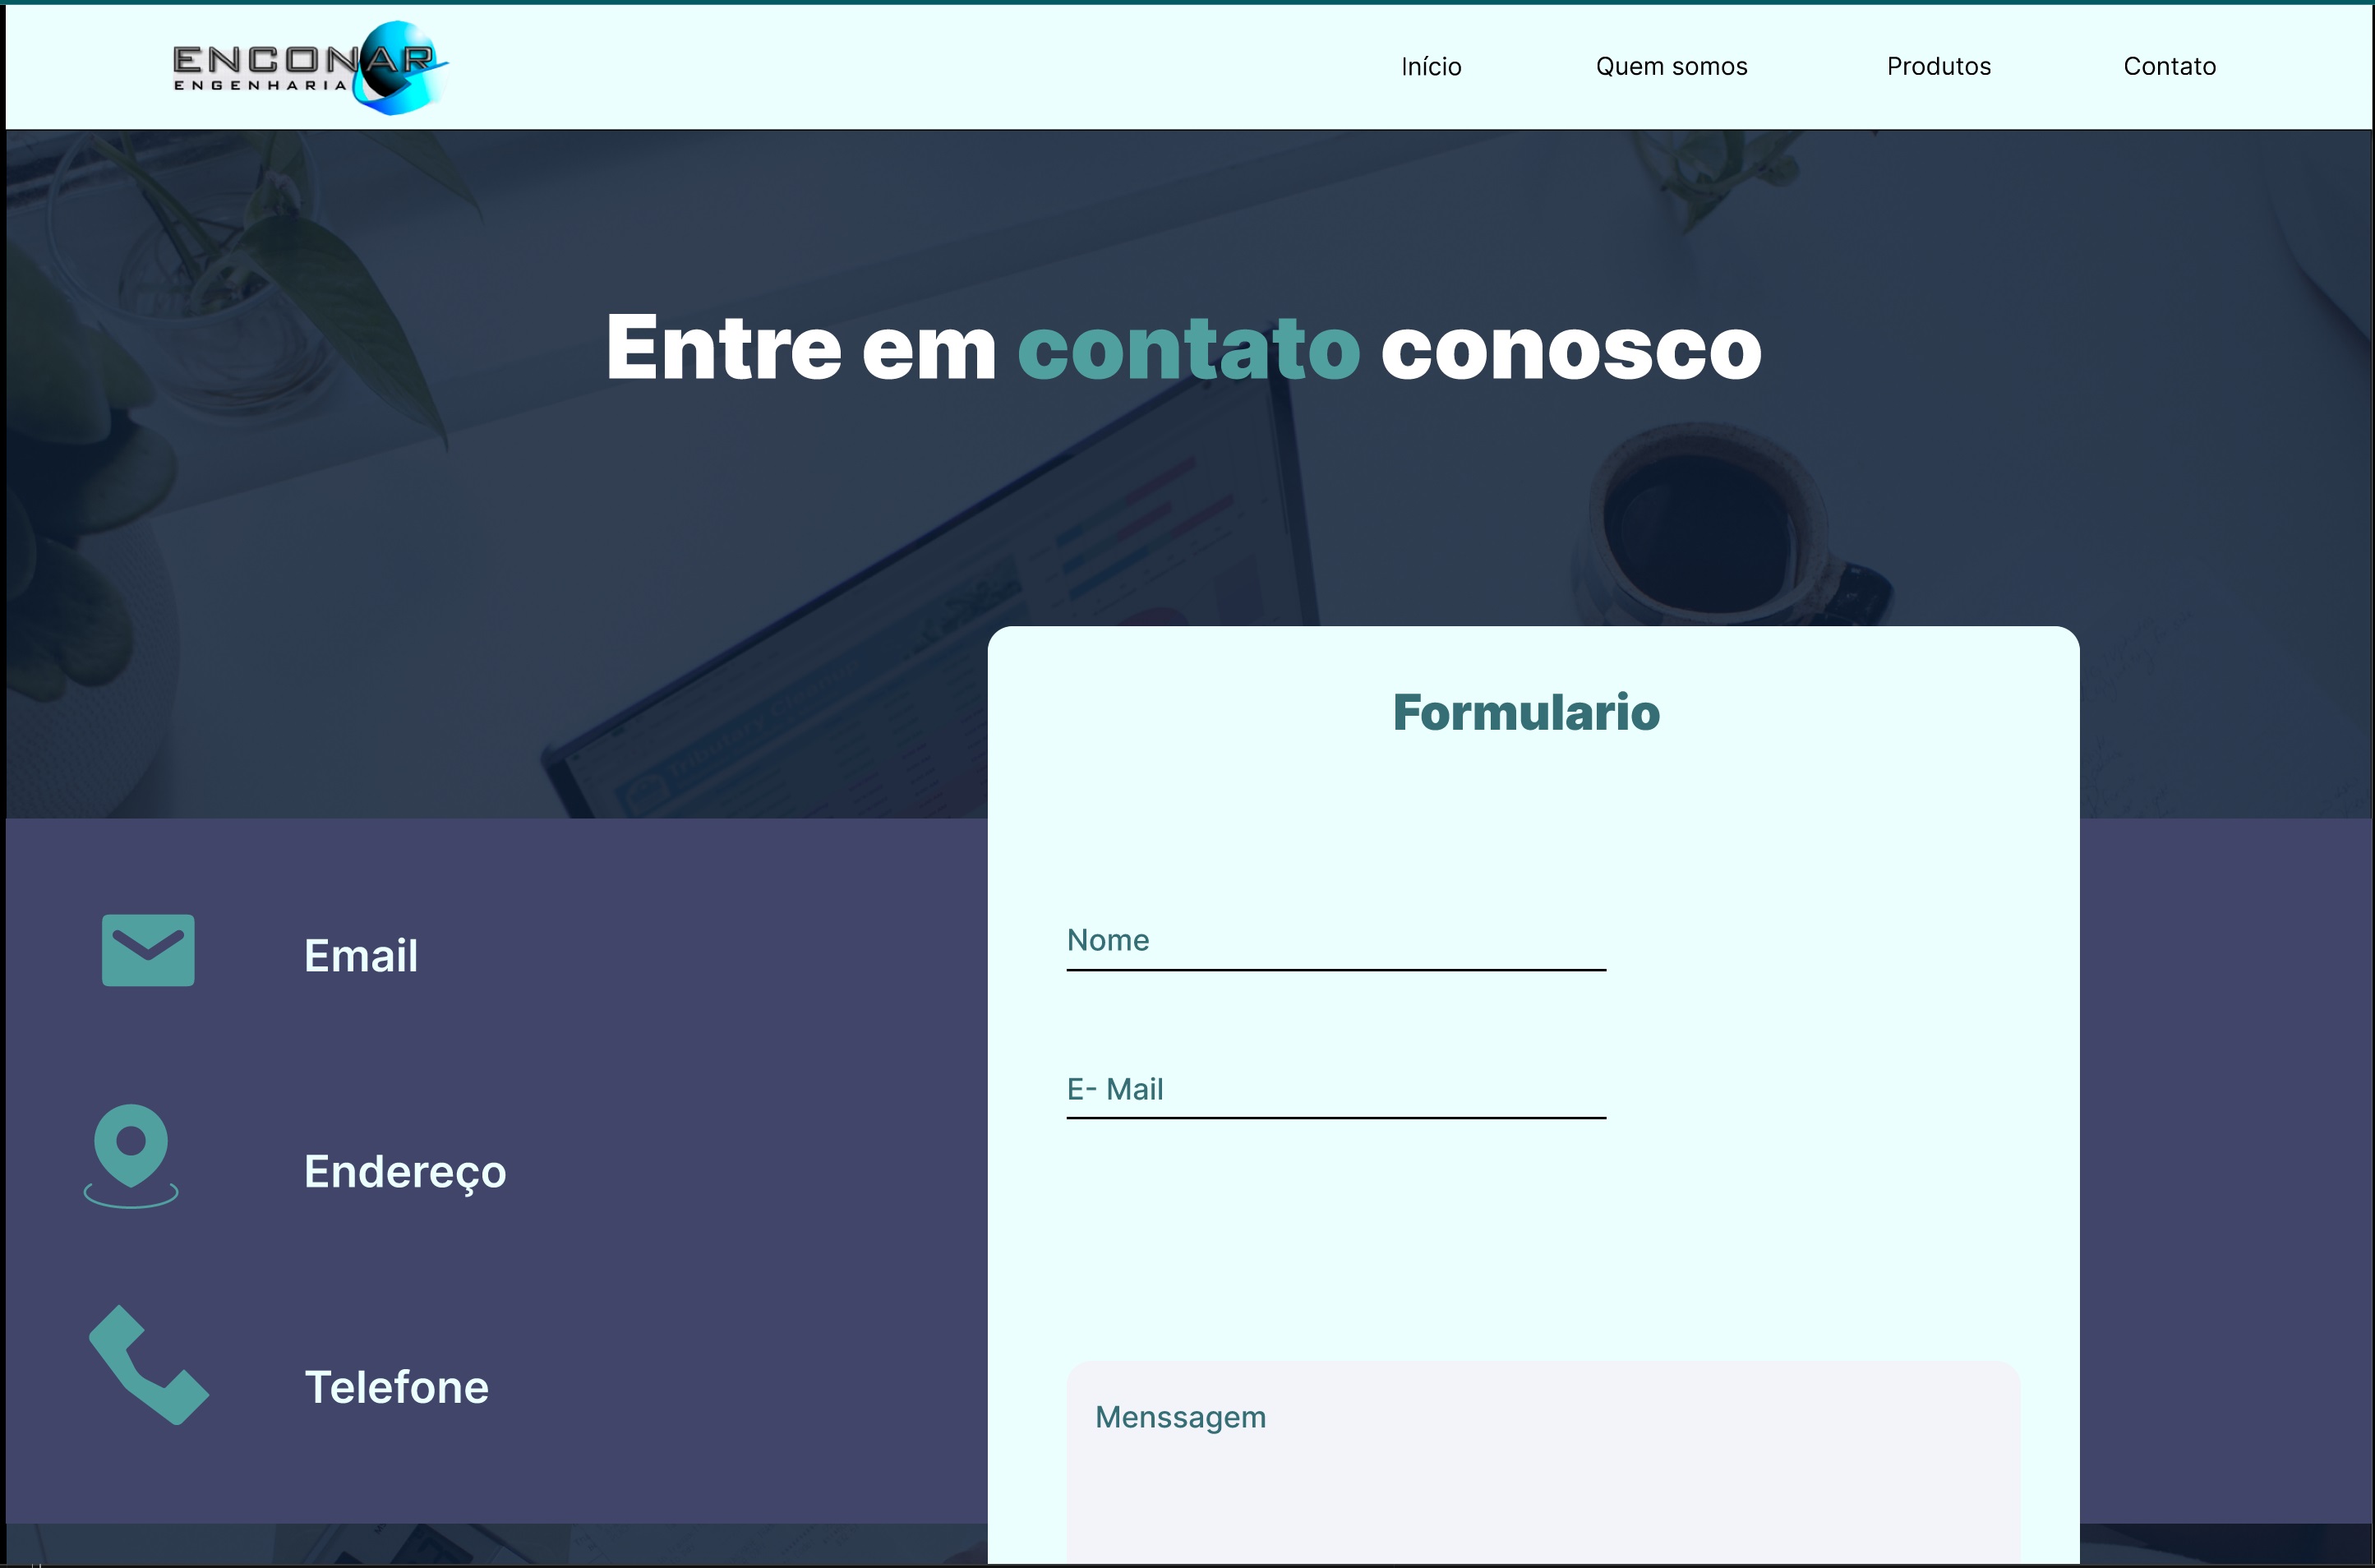 ENCONAR
ENGENHARIA
Início Quem somos Produtos Contato
Entre em contato conosco
Formulario
Nome
Email
E- Mail
Endereço
Telefone
Menssagem